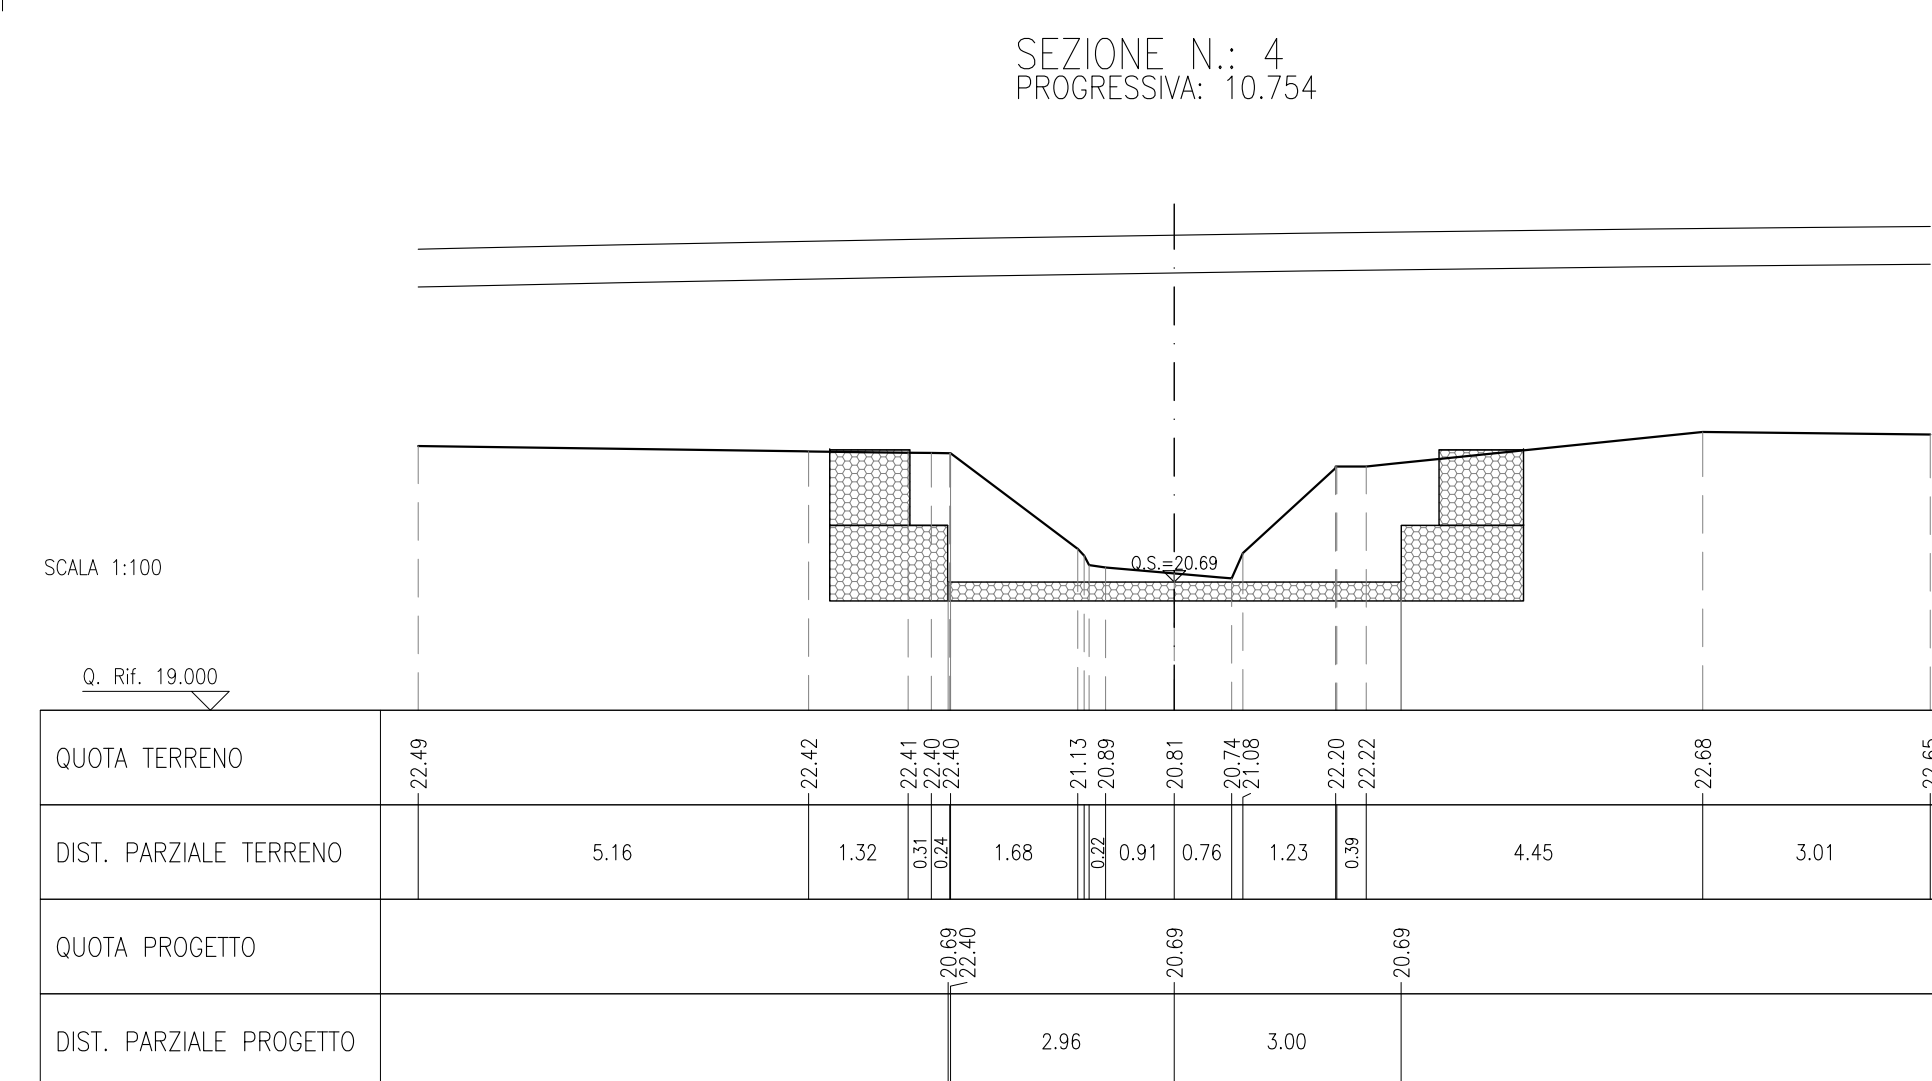 SEZIONE N.: 4
PROGRESSIVA: 10.754
Q.S.=20.69
SCALA 1:100
Q. Rif. 19.000
QUOTA TERRENO 22.49 22.42 22.41 22.40 22.40 21.13 20.89 20.81 20.74 21.08 22.20 22.22 22.68 22.65
DIST. PARZIALE TERRENO 5.16 1.32 0.31 0.24 1.68 0.22 0.91 0.76 1.23 0.39 4.45 3.01
QUOTA PROGETTO 20.69 22.40 20.69 20.69
DIST. PARZIALE PROGETTO 2.96 3.00